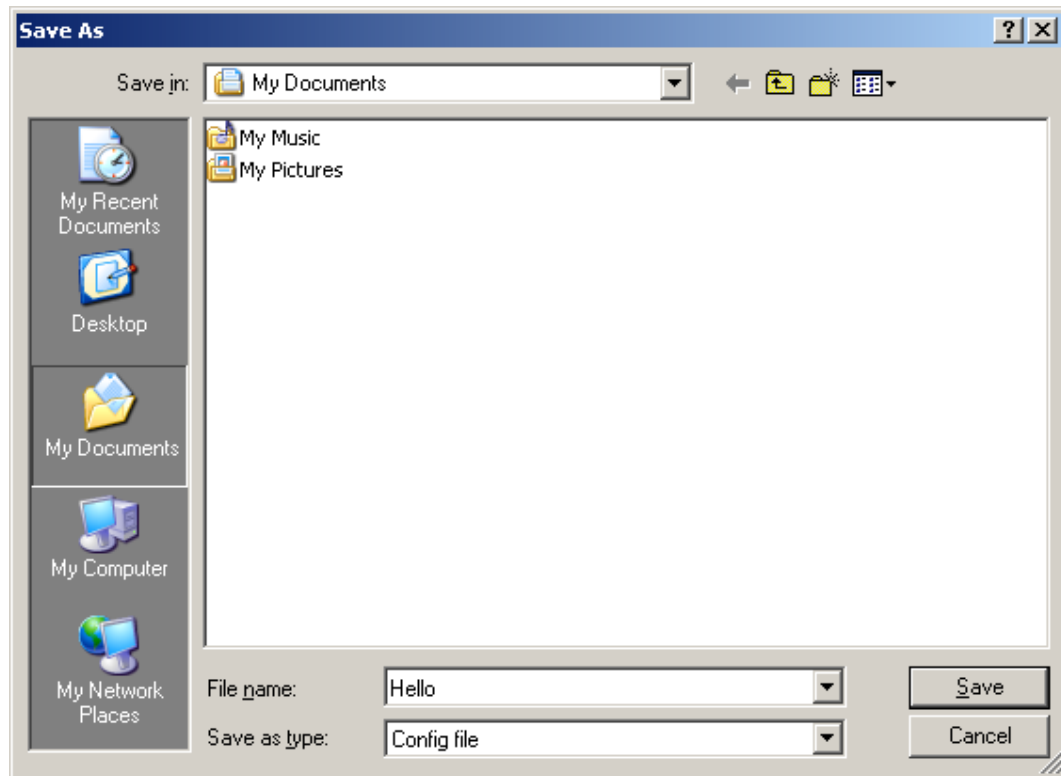 Save As
Save in:
My Documents
My Music
My Pictures
My Recent
Documents
Desktop
My Documents
My Computer
My Network
Places
File name:
Hello
Save
Save as type:
Config file
Cancel